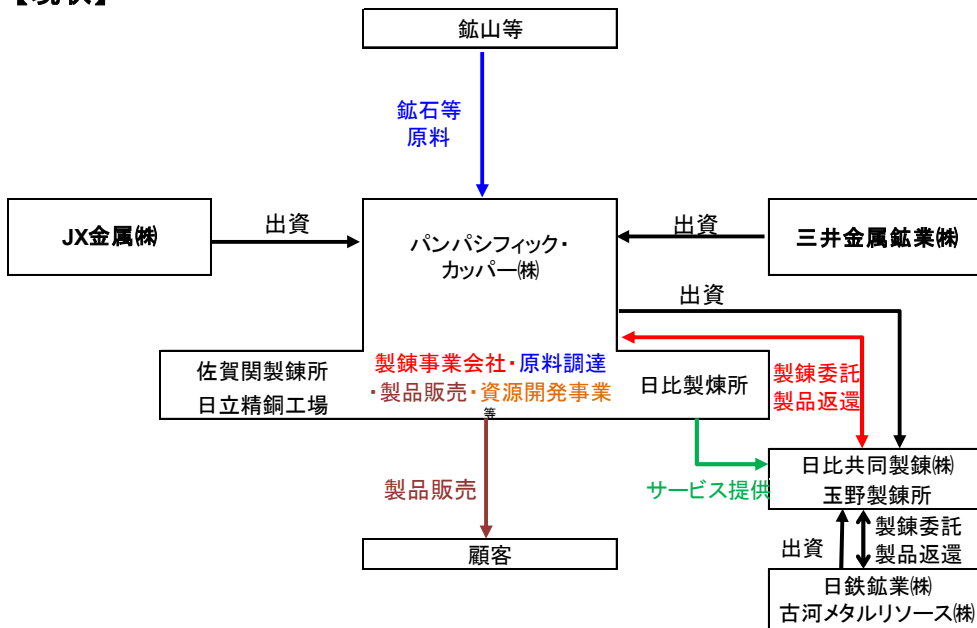 【現状】
鉱山等
鉱石等
原料
JX金属㈱
出資
パンパシフィック・
カッパー㈱
出資
三井金属鉱業㈱
出資
佐賀関製錬所
日立精銅工場
製錬事業会社・原料調達
・製品販売・資源開発事業
等
日比製煉所
製錬委託
製品返還
製品販売
サービス提供
日比共同製錬㈱
玉野製錬所
出資
製錬委託
製品返還
顧客
日鉄鉱業㈱
古河メタルリソース㈱